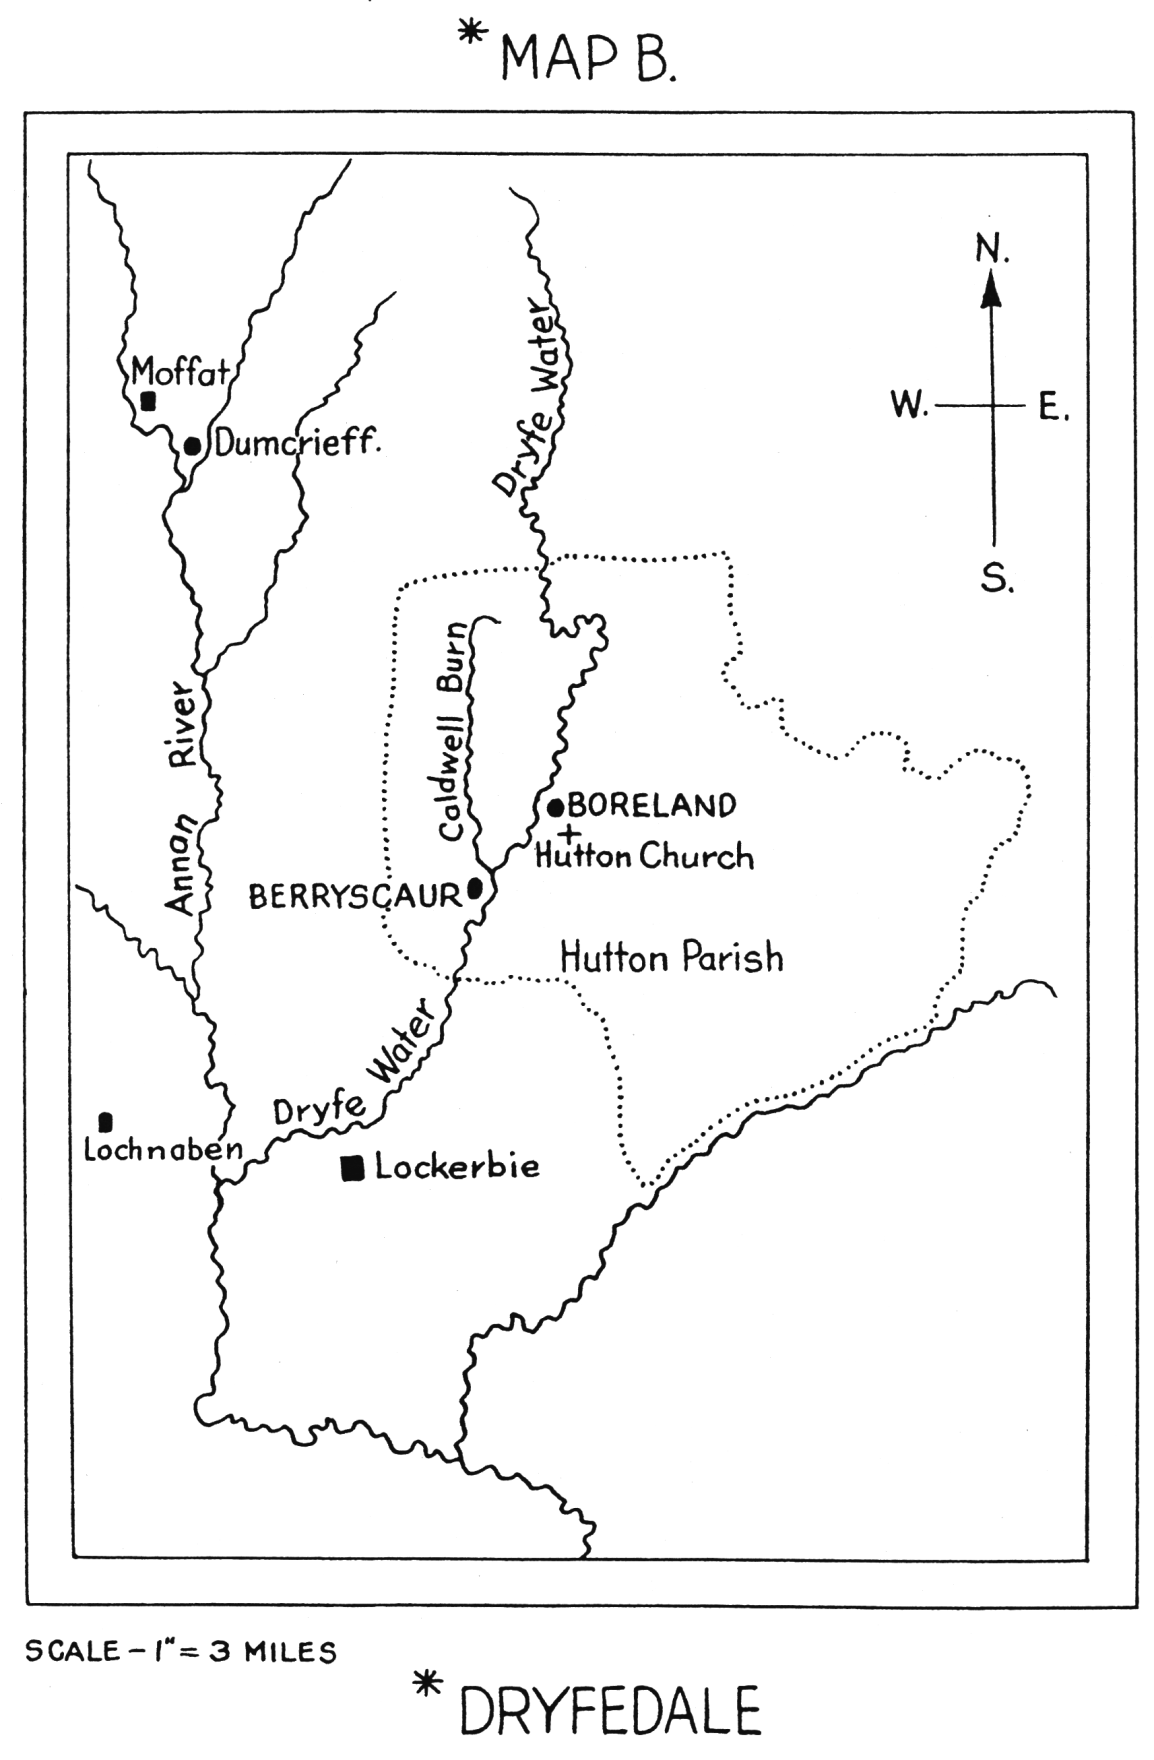 * MAP B.
N.
W. E.
S.
Dryfe Water
Moffat
Dumcrieff.
Caldwell Burn
Annan River
BORELAND
Hutton Church
BERRYSCAUR
Hutton Parish
Dryfe Water
Lochnaben
Lockerbie
SCALE - 1" = 3 MILES
* DRYFEDALE